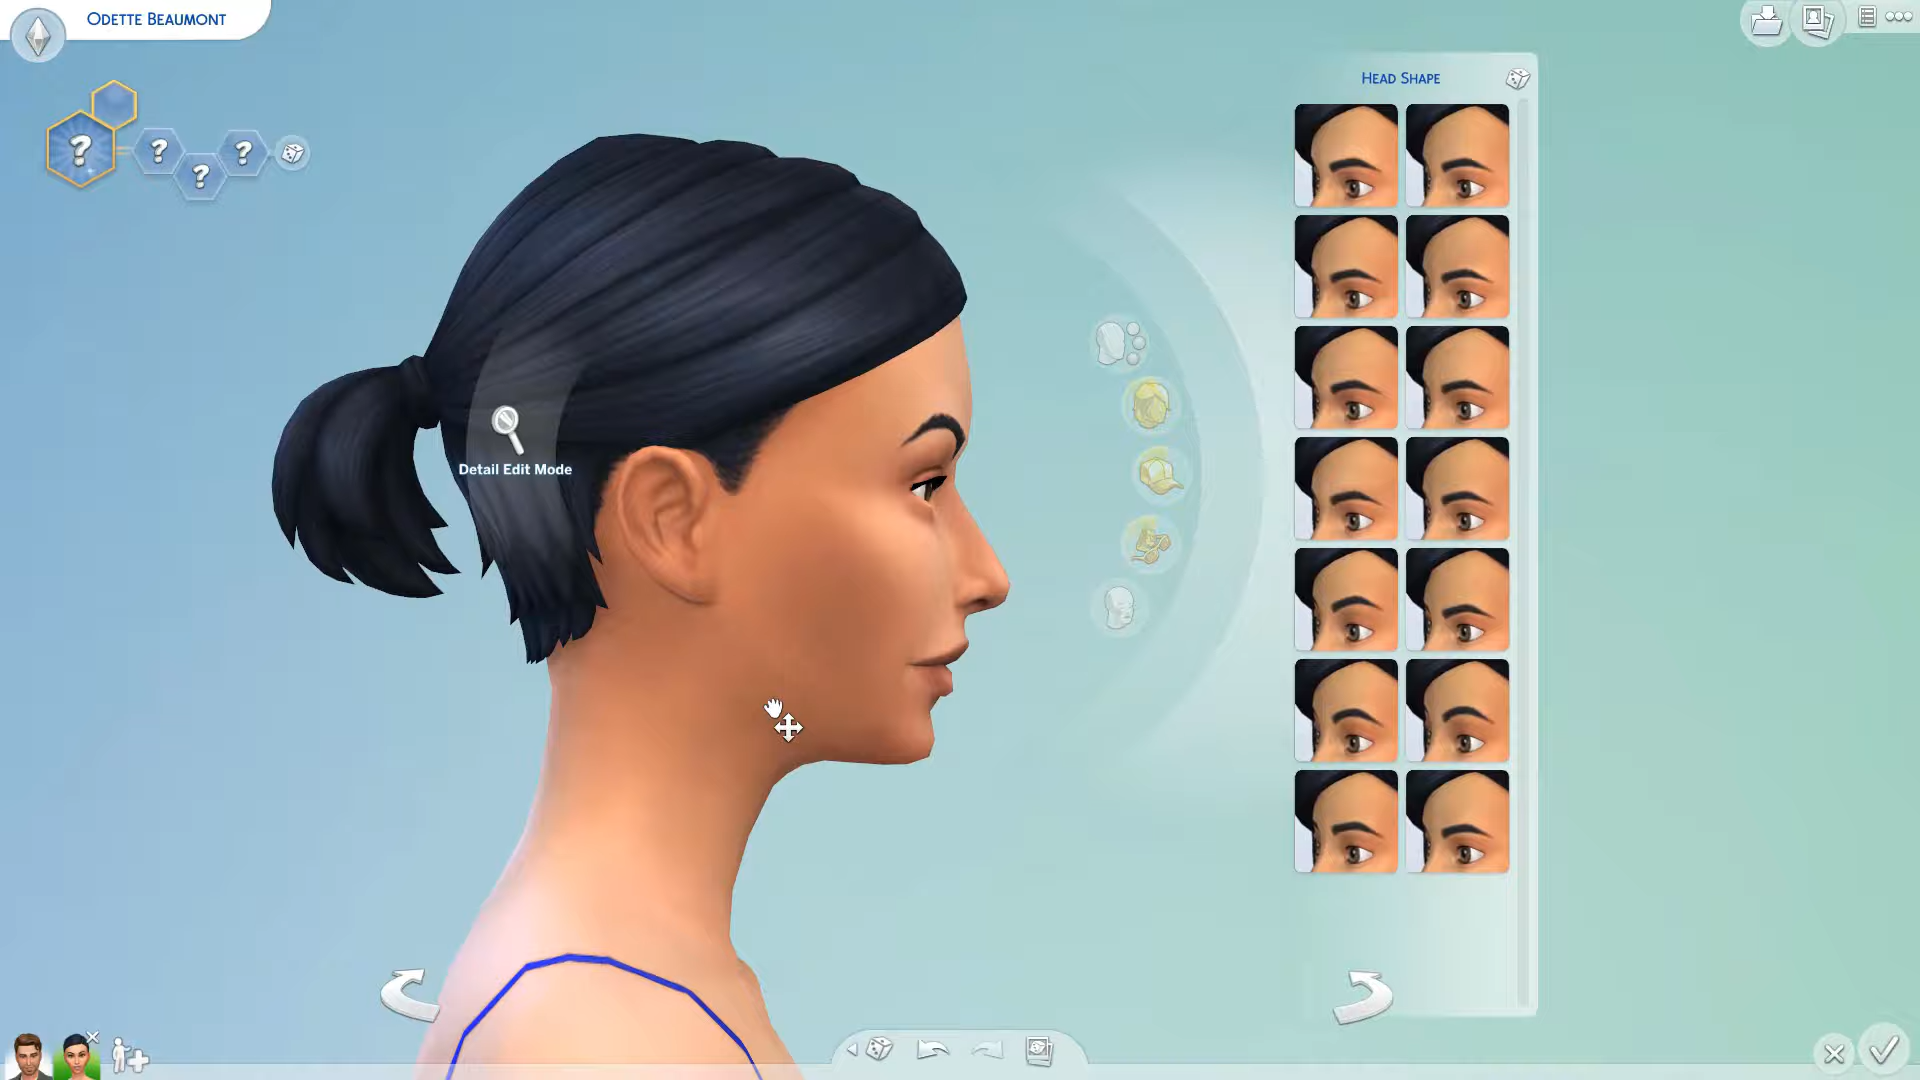 Odette Beaumont
?
? ? ?
Head Shape
Detail Edit Mode